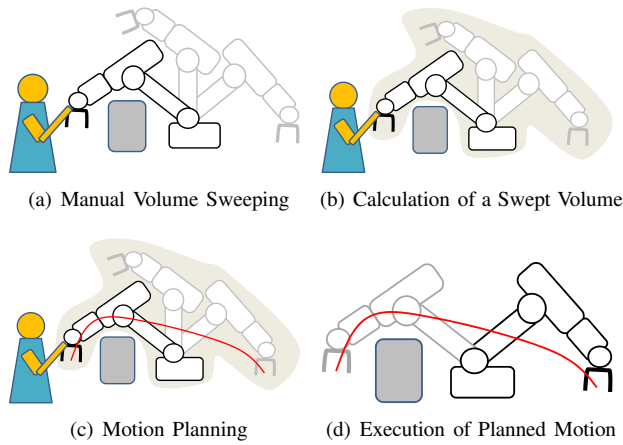 (a) Manual Volume Sweeping
(b) Calculation of a Swept Volume
(c) Motion Planning
(d) Execution of Planned Motion